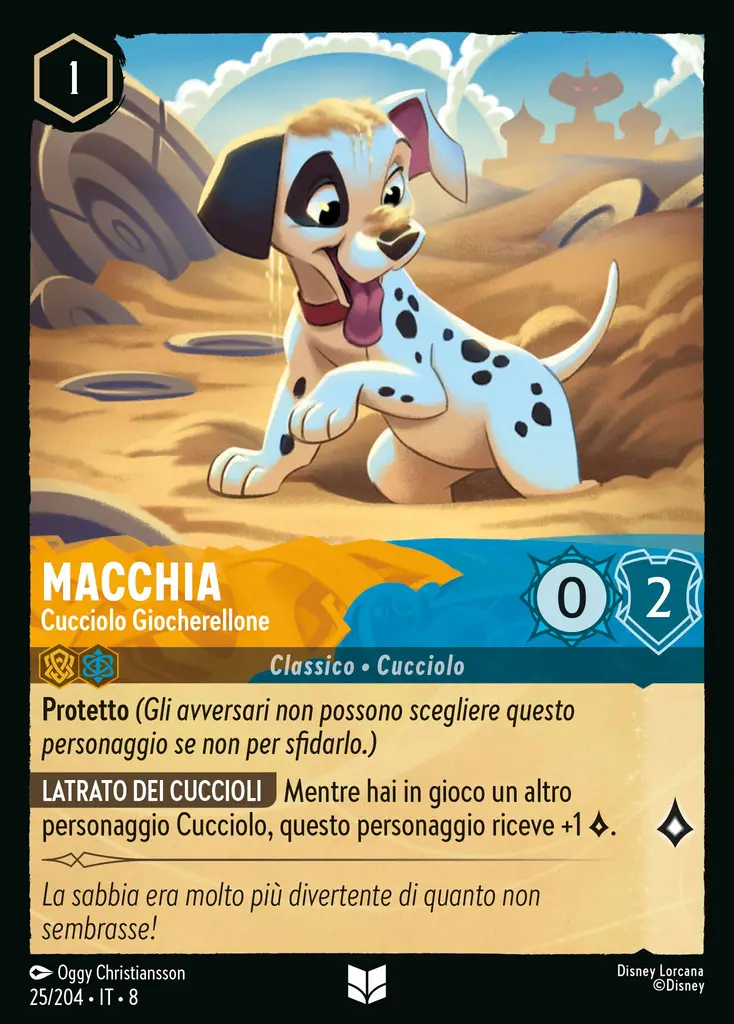 1
MACCHIA
Cucciolo Giocherellone
0
2
Classico • Cucciolo
Protetto (Gli avversari non possono scegliere questo
personaggio se non per sfidarlo.)
LATRATO DEI CUCCIOLI Mentre hai in gioco un altro
personaggio Cucciolo, questo personaggio riceve +1 .
La sabbia era molto più divertente di quanto non
sembrasse!
Oggy Christiansson
25/204 • IT • 8
Disney Lorcana
©Disney